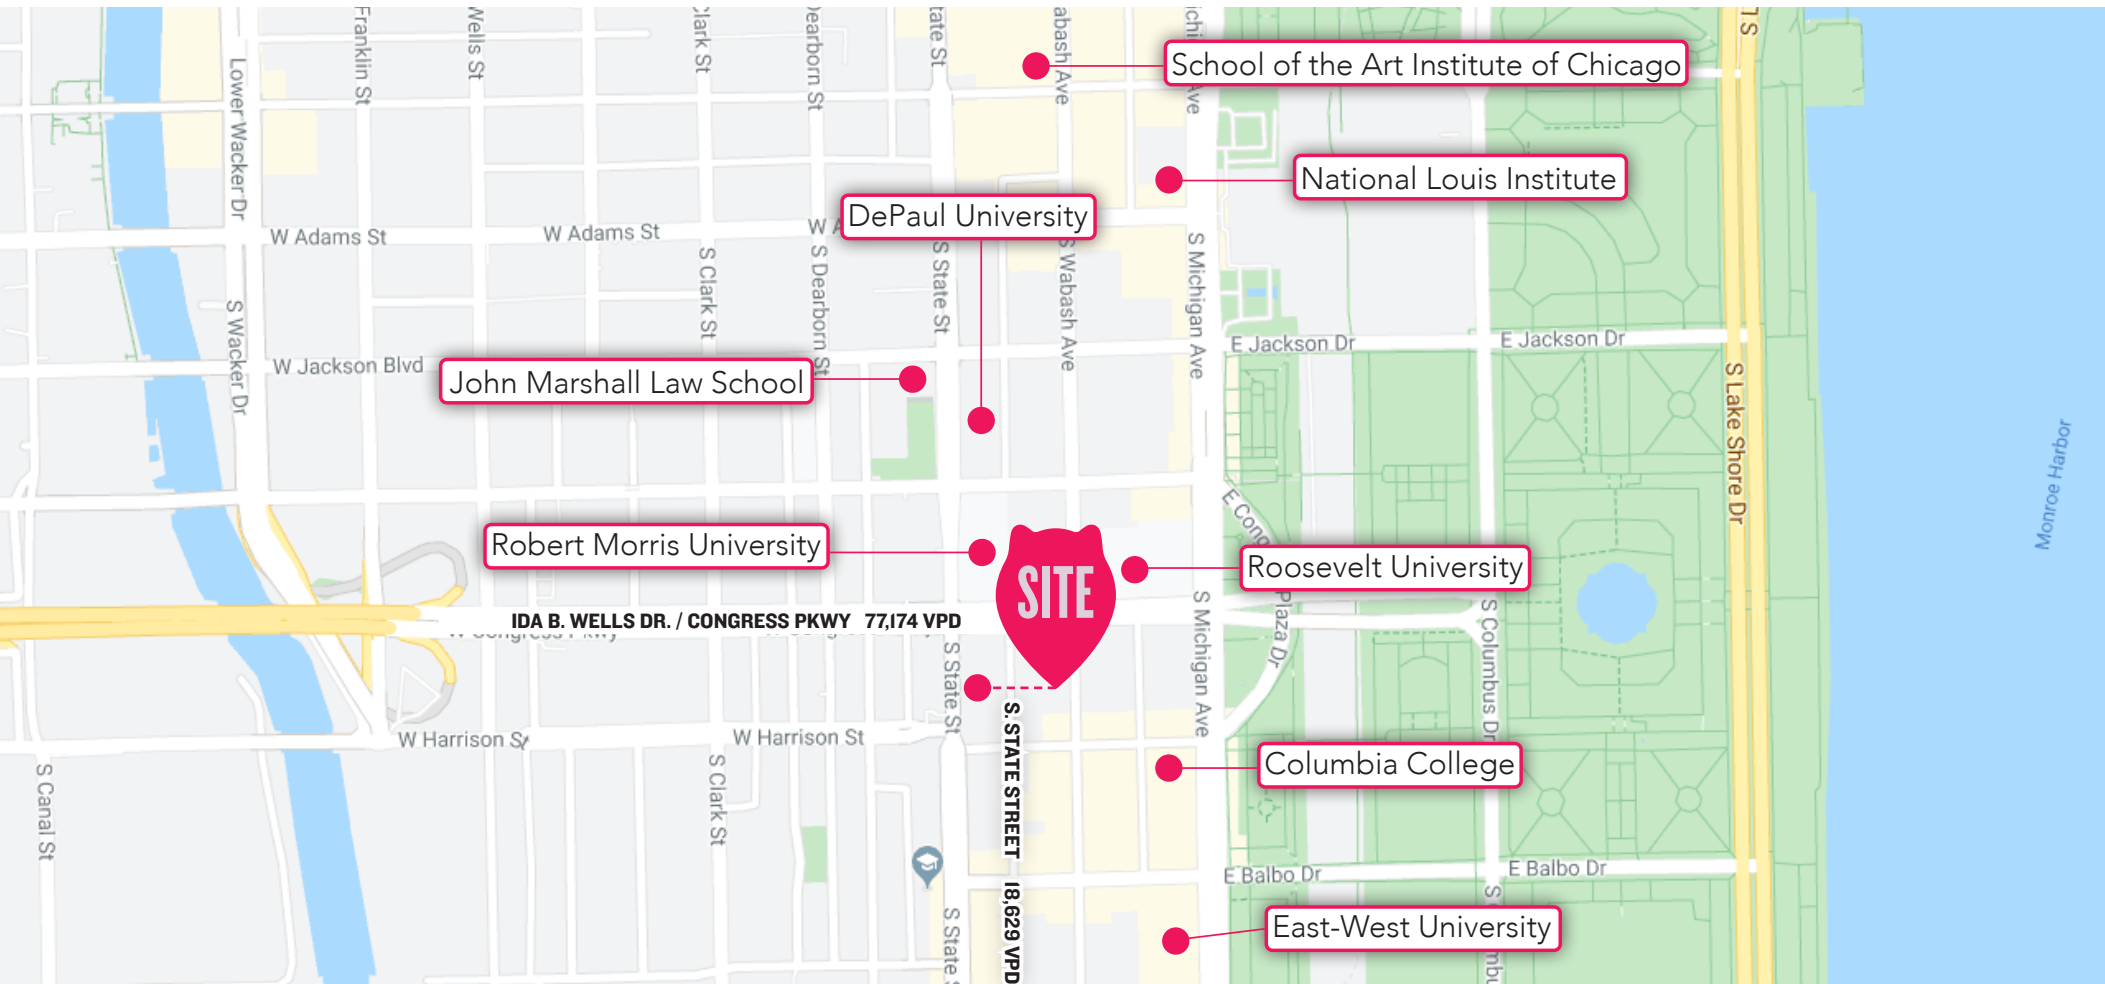 Franklin St
Wells St
Clark St
Dearborn St
State St
Wabash Ave
Michigan Ave
School of the Art Institute of Chicago
Lower Wacker Dr
National Louis Institute
DePaul University
W Adams St
W Adams St
S Wacker Dr
S Clark St
S Dearborn St
S State St
S Wabash Ave
S Michigan Ave
E Jackson Dr
E Jackson Dr
W Jackson Blvd
John Marshall Law School
S Lake Shore Dr
Monroe Harbor
E Cong
Plaza Dr
Robert Morris University
SITE
Roosevelt University
IDA B. WELLS DR. / CONGRESS PKWY 77,174 VPD
S State St
S Michigan Ave
S Columbus Dr
S. STATE STREET 18,629 VPD
W Harrison St
W Harrison St
Columbia College
S Canal St
S Clark St
E Balbo Dr
E Balbo Dr
S State S
East-West University